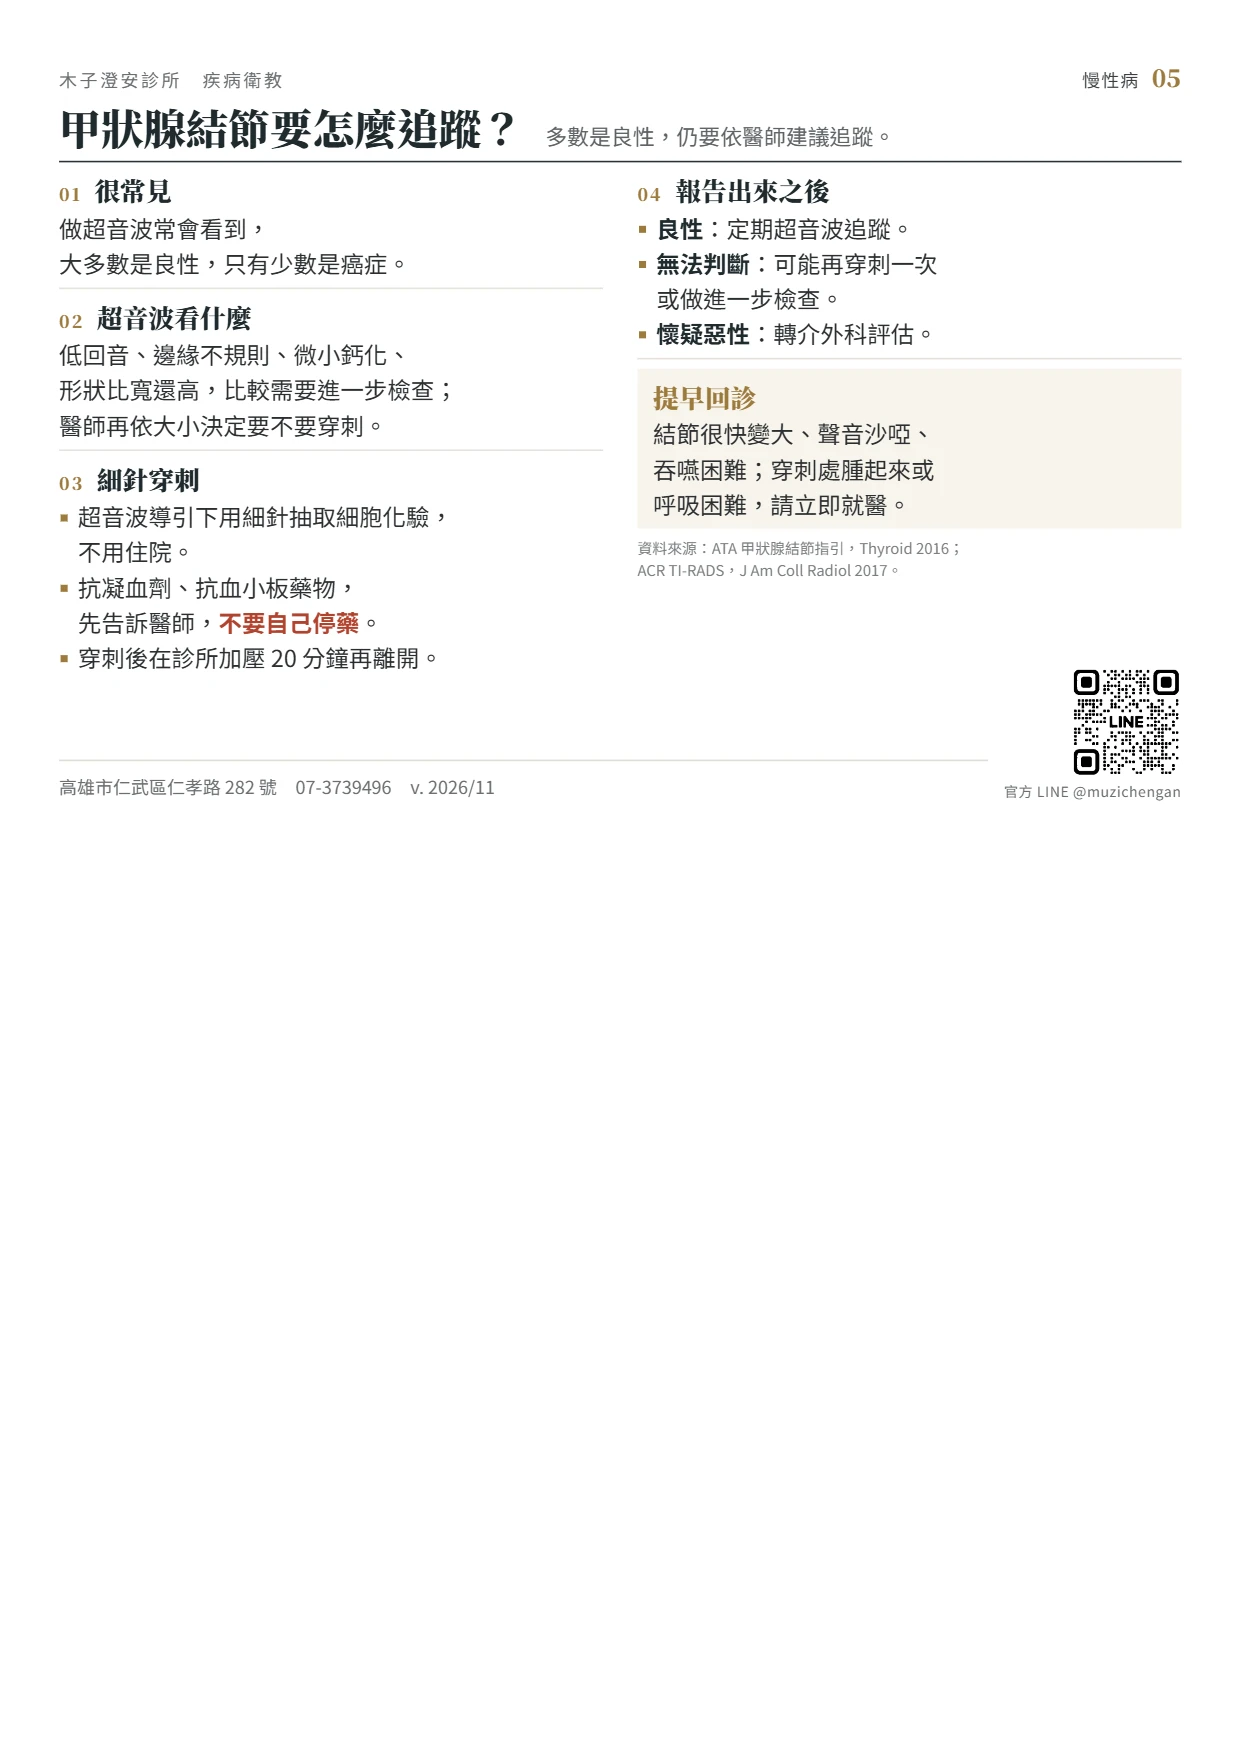 木子澄安診所　疾病衛教
慢性病 05
甲狀腺結節要怎麼追蹤？ 多數是良性，仍要依醫師建議追蹤。
01 很常見
做超音波常會看到，
大多數是良性，只有少數是癌症。
02 超音波看什麼
低回音、邊緣不規則、微小鈣化、
形狀比寬還高，比較需要進一步檢查；
醫師再依大小決定要不要穿刺。
03 細針穿刺
▪ 超音波導引下用細針抽取細胞化驗，
不用住院。
▪ 抗凝血劑、抗血小板藥物，
先告訴醫師，不要自己停藥。
▪ 穿刺後在診所加壓 20 分鐘再離開。
04 報告出來之後
▪ 良性：定期超音波追蹤。
▪ 無法判斷：可能再穿刺一次
或做進一步檢查。
▪ 懷疑惡性：轉介外科評估。
提早回診
結節很快變大、聲音沙啞、
吞嚥困難；穿刺處腫起來或
呼吸困難，請立即就醫。
資料來源：ATA 甲狀腺結節指引，Thyroid 2016；
ACR TI-RADS，J Am Coll Radiol 2017。
LINE
高雄市仁武區仁孝路 282 號　07-3739496　v. 2026/11
官方 LINE @muzichengan